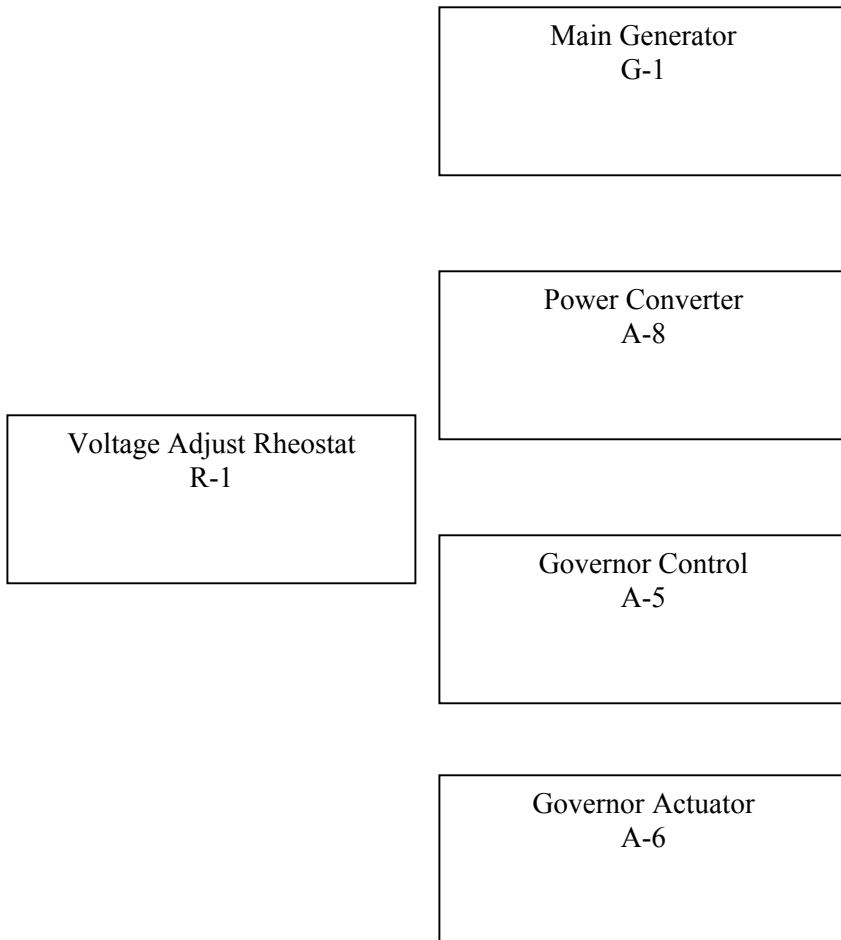 Main Generator
G-1
Power Converter
A-8
Voltage Adjust Rheostat
R-1
Governor Control
A-5
Governor Actuator
A-6